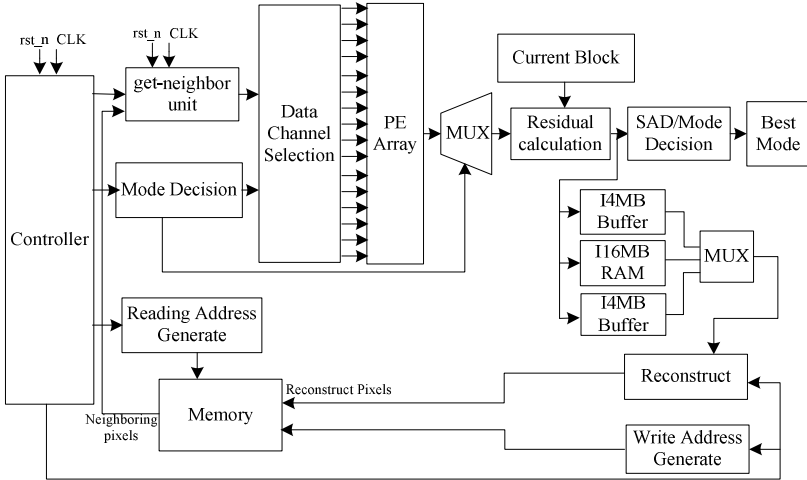 rst_n CLK
rst_n CLK
get-neighbor
unit
Data
Channel
Selection
PE
Array
MUX
Current Block
Residual
calculation
SAD/Mode
Decision
Best
Mode
Mode Decision
Controller
I4MB
Buffer
I16MB
RAM
I4MB
Buffer
MUX
Reading Address
Generate
Reconstruct
Reconstruct Pixels
Memory
Neighboring
pixels
Write Address
Generate